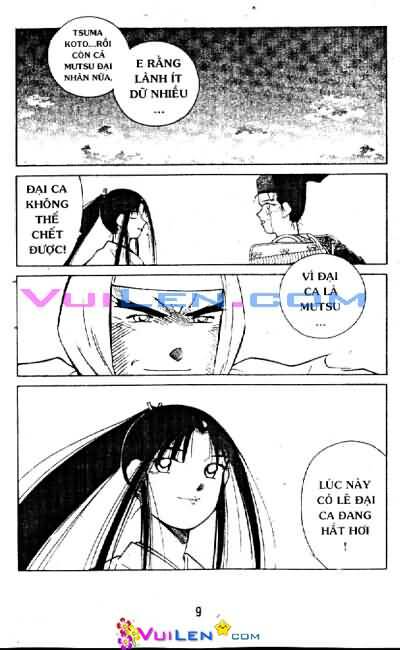 TSUMA
KOTO....RỒI
CÒN CẢ
MUTSU ĐẠI
NHÂN NỮA,
E RẰNG
LÀNH ÍT
DỮ NHIỀU
...
ĐẠI CA
KHÔNG
THỂ
CHẾT
ĐƯỢC!
VÌ ĐẠI
CA LÀ
MUTSU
...
VuiLen.com
LÚC NÀY
CÓ LẼ ĐẠI
CA ĐANG
HẮT HƠI
!
9
VuiLen.com